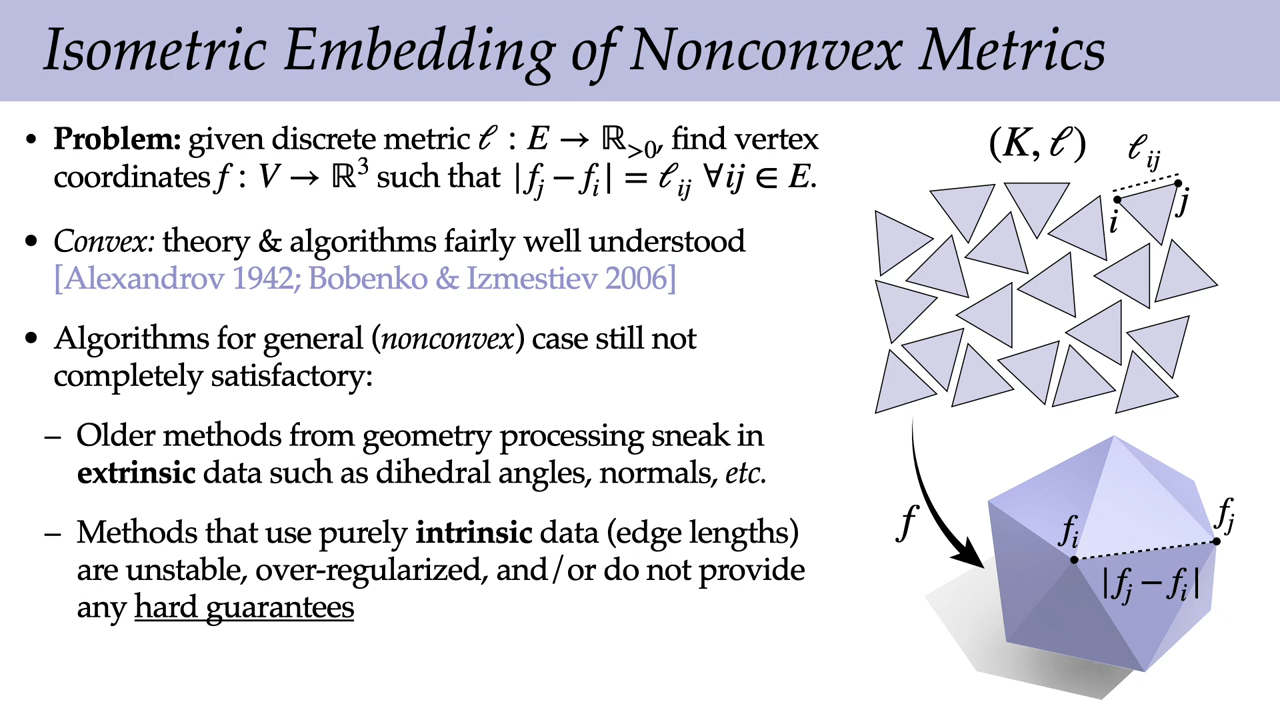 Isometric Embedding of Nonconvex Metrics
• Problem: given discrete metric ℓ : E → ℝ>0, find vertex
coordinates f : V → ℝ³ such that |fj − fi| = ℓij ∀ij ∈ E.
• Convex: theory & algorithms fairly well understood
[Alexandrov 1942; Bobenko & Izmestiev 2006]
• Algorithms for general (nonconvex) case still not
completely satisfactory:
– Older methods from geometry processing sneak in
extrinsic data such as dihedral angles, normals, etc.
– Methods that use purely intrinsic data (edge lengths)
are unstable, over-regularized, and/or do not provide
any hard guarantees
(K, ℓ)
ℓij
i
j
f
fi
fj
|fj − fi|